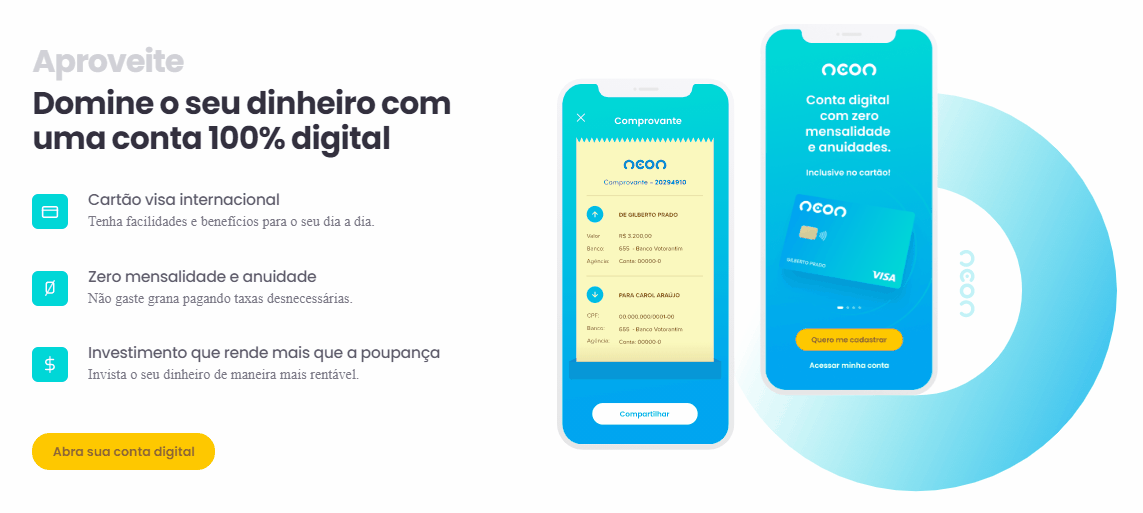 Aproveite
Domine o seu dinheiro com
uma conta 100% digital
Cartão visa internacional
Tenha facilidades e benefícios para o seu dia a dia.
Zero mensalidade e anuidade
Não gaste grana pagando taxas desnecessárias.
Investimento que rende mais que a poupança
Invista o seu dinheiro de maneira mais rentável.
Abra sua conta digital
Comprovante
neon
Comprovante - 20294910
DE GILBERTO PRADO
Valor R$ 3.200,00
Banco: 655 - Banco Votorantim
Agência: Conta: 00000-0
PARA CAROL ARAÚJO
CPF: 00.000.000/0001-00
Banco: 655 - Banco Votorantim
Agência: Conta: 00000-0
Compartilhar
neon
Conta digital
com zero
mensalidade
e anuidades.
Inclusive no cartão!
neon
GILBERTO PRADO
VISA
Quero me cadastrar
Acessar minha conta
neon